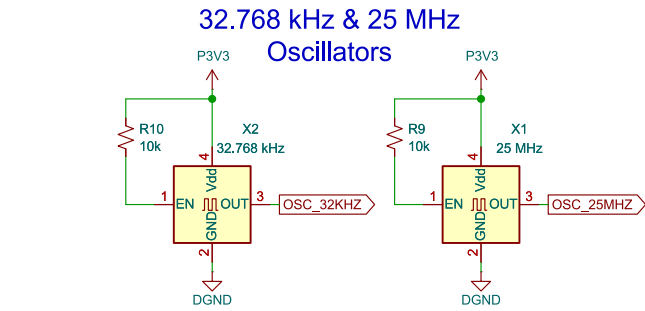 32.768 kHz & 25 MHz
Oscillators
P3V3
R10
10k
X2
32.768 kHz
4
Vdd
1
EN
OUT
3
OSC_32KHZ
GND
2
DGND
P3V3
R9
10k
X1
25 MHz
4
Vdd
1
EN
OUT
3
OSC_25MHZ
GND
2
DGND